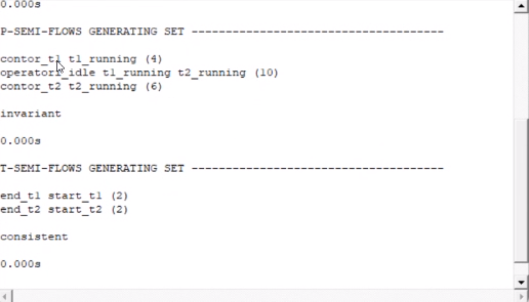 0.000s
P-SEMI-FLOWS GENERATING SET -------------------------------------
contor_t1 t1_running (4)
operatori_idle t1_running t2_running (10)
contor_t2 t2_running (6)
invariant
0.000s
T-SEMI-FLOWS GENERATING SET -------------------------------------
end_t1 start_t1 (2)
end_t2 start_t2 (2)
consistent
0.000s